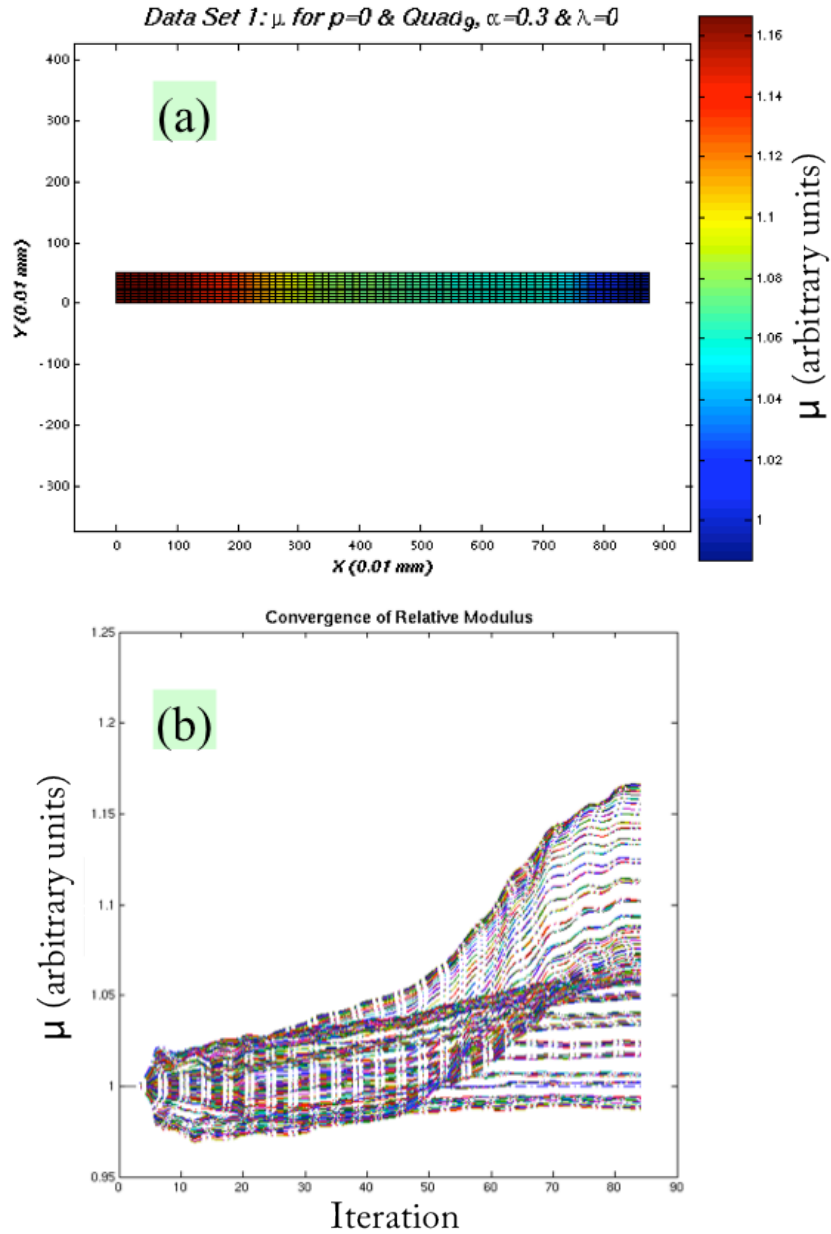 Data Set 1: μ for p=0 & Quad9, α=0.3 & λ=0
(a)
400
300
200
100
0
-100
-200
-300
Y (0.01 mm)
0 100 200 300 400 500 600 700 800 900
X (0.01 mm)
1.16
1.14
1.12
1.1
1.08
1.06
1.04
1.02
1
μ (arbitrary units)
Convergence of Relative Modulus
(b)
1.25
1.2
1.15
1.1
1.05
1
0.95
μ (arbitrary units)
0 10 20 30 40 50 60 70 80 90
Iteration